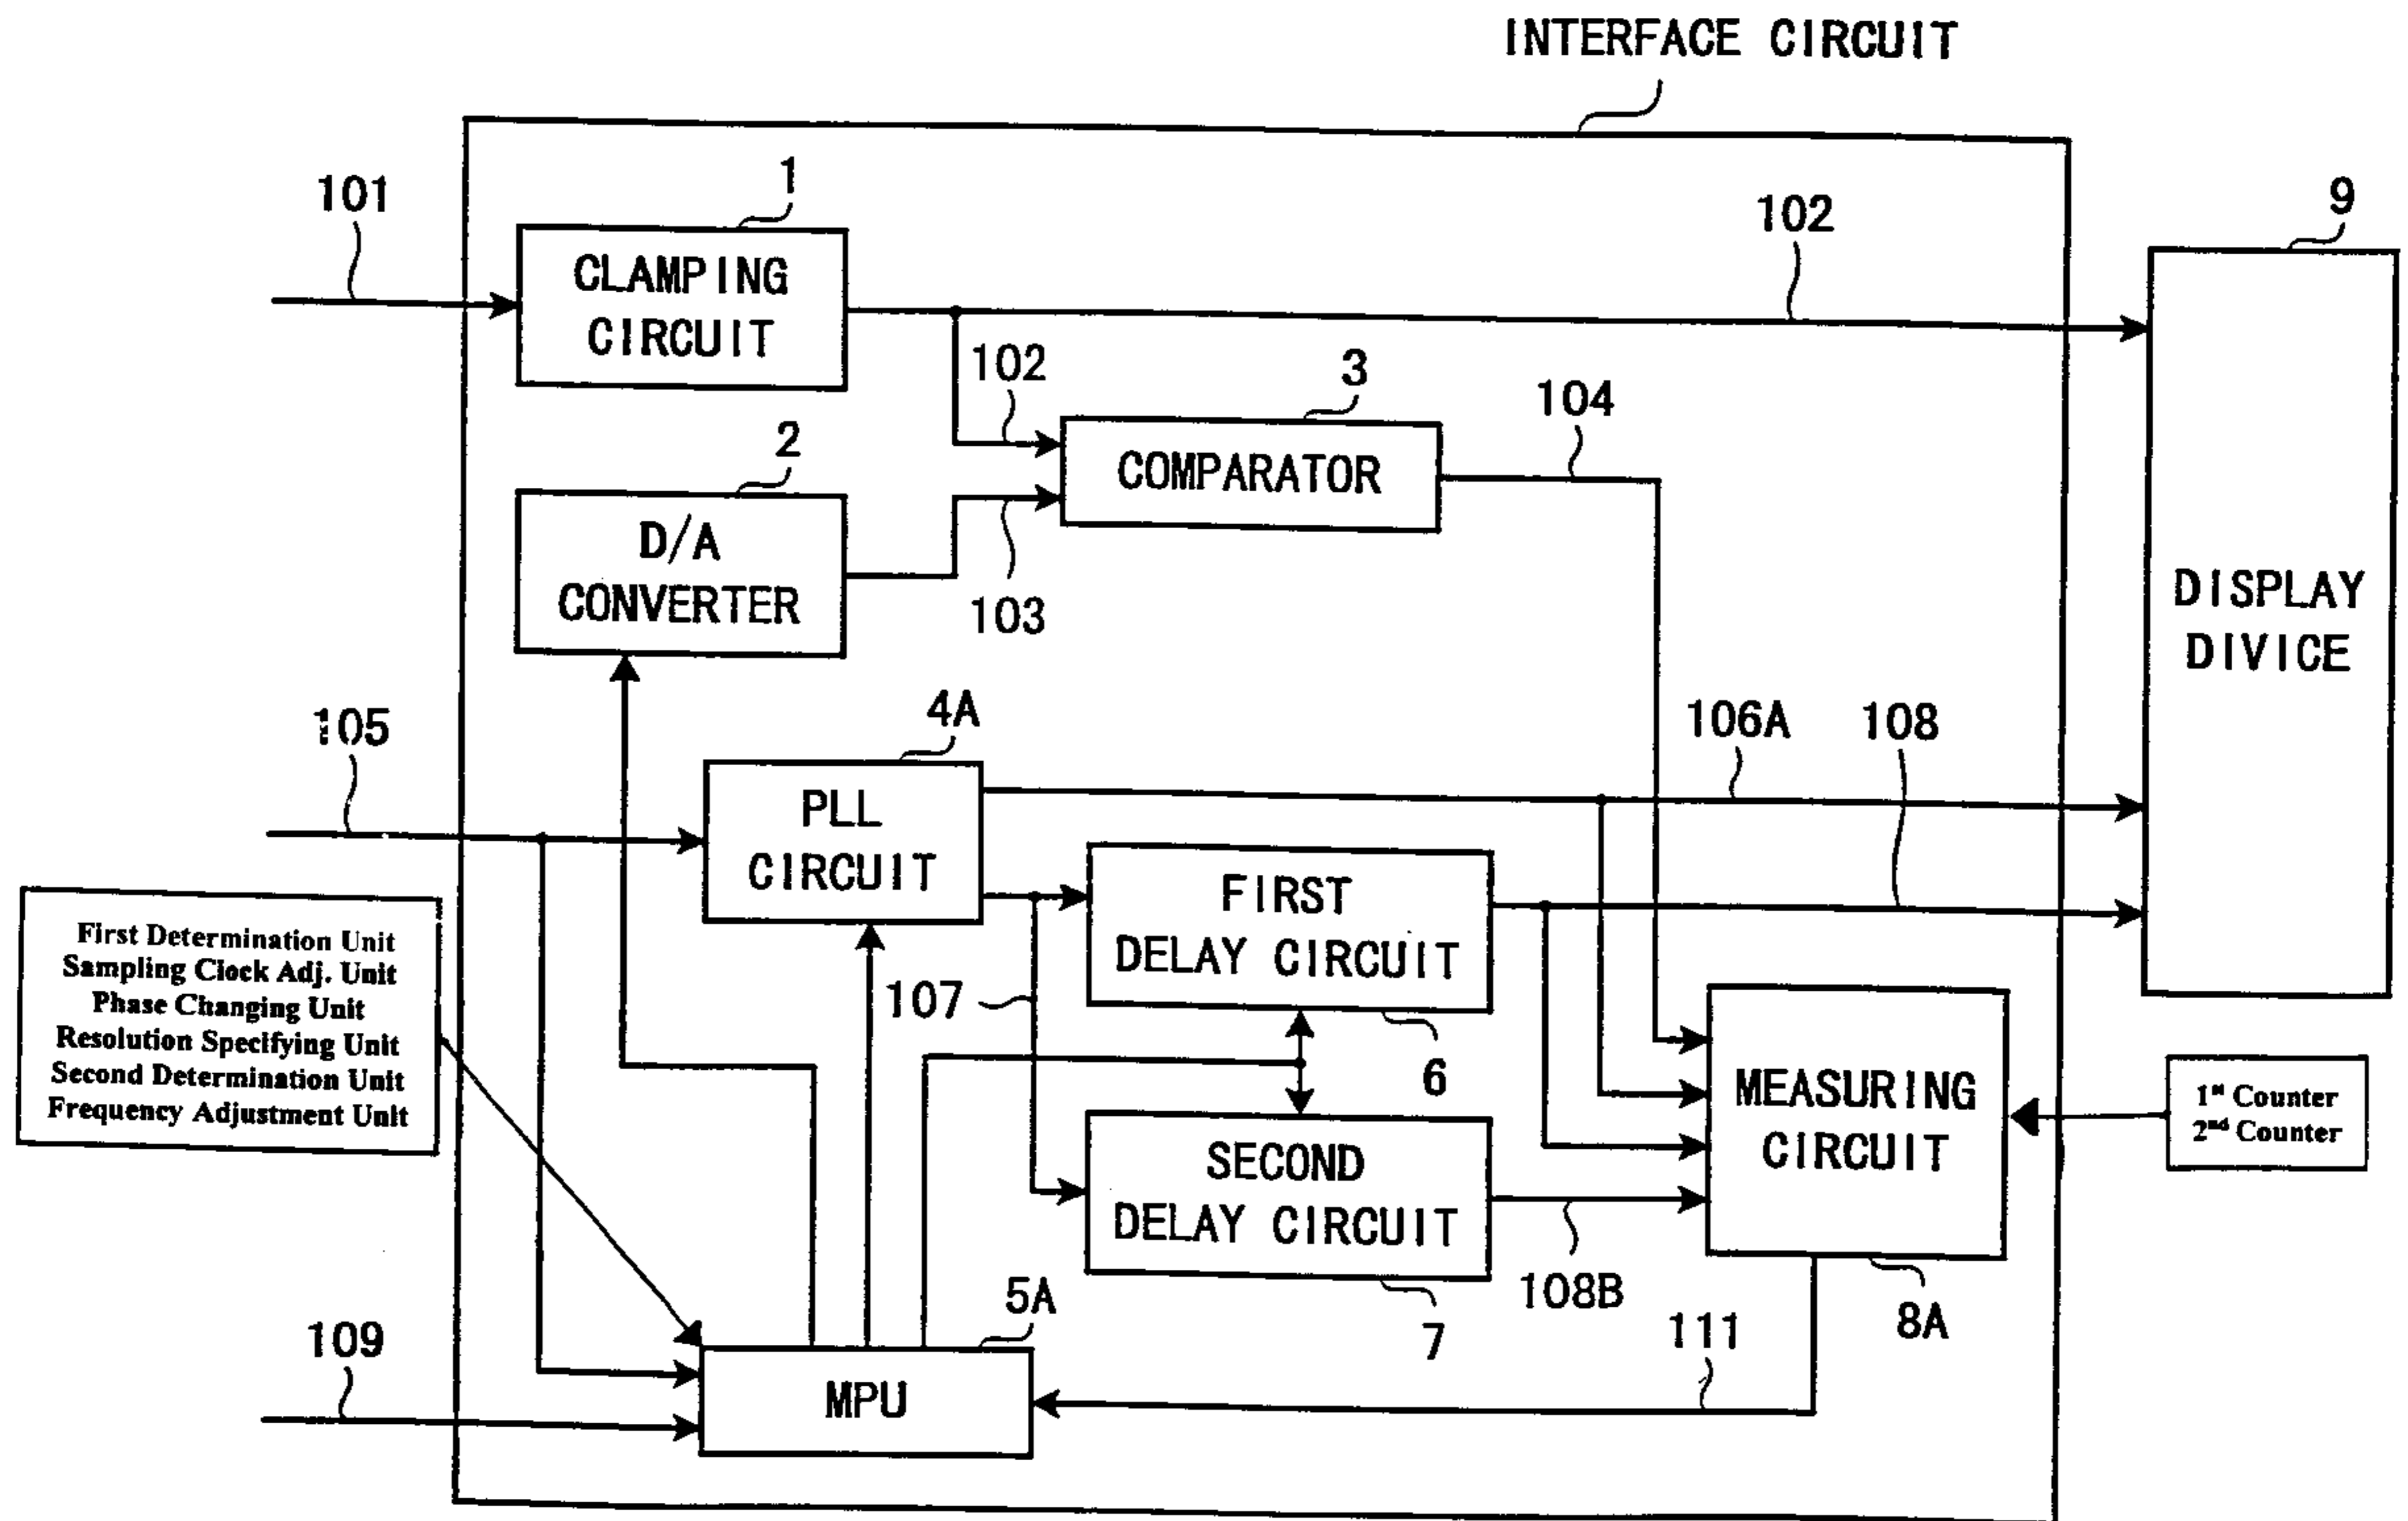 INTERFACE CIRCUIT
101
1
CLAMPING
CIRCUIT
102
9
102
3
104
2
COMPARATOR
D/A
CONVERTER
103
DISPLAY
DIVICE
105
4A
106A
108
PLL
CIRCUIT
FIRST
DELAY CIRCUIT
107
6
First Determination Unit
Sampling Clock Adj. Unit
Phase Changing Unit
Resolution Specifying Unit
Second Determination Unit
Frequency Adjustment Unit
MEASURING
CIRCUIT
1st Counter
2nd Counter
SECOND
DELAY CIRCUIT
108B
7
8A
5A
109
111
MPU